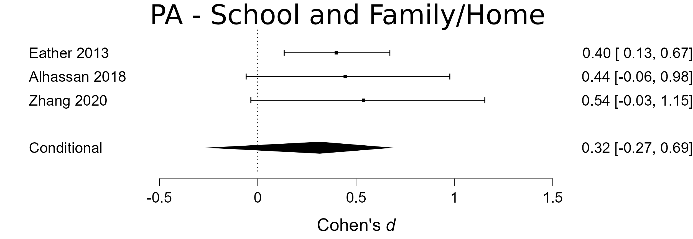 PA - School and Family/Home
Eather 2013 0.40 [ 0.13, 0.67]
Alhassan 2018 0.44 [-0.06, 0.98]
Zhang 2020 0.54 [-0.03, 1.15]
Conditional 0.32 [-0.27, 0.69]
-0.5 0 0.5 1 1.5
Cohen's d